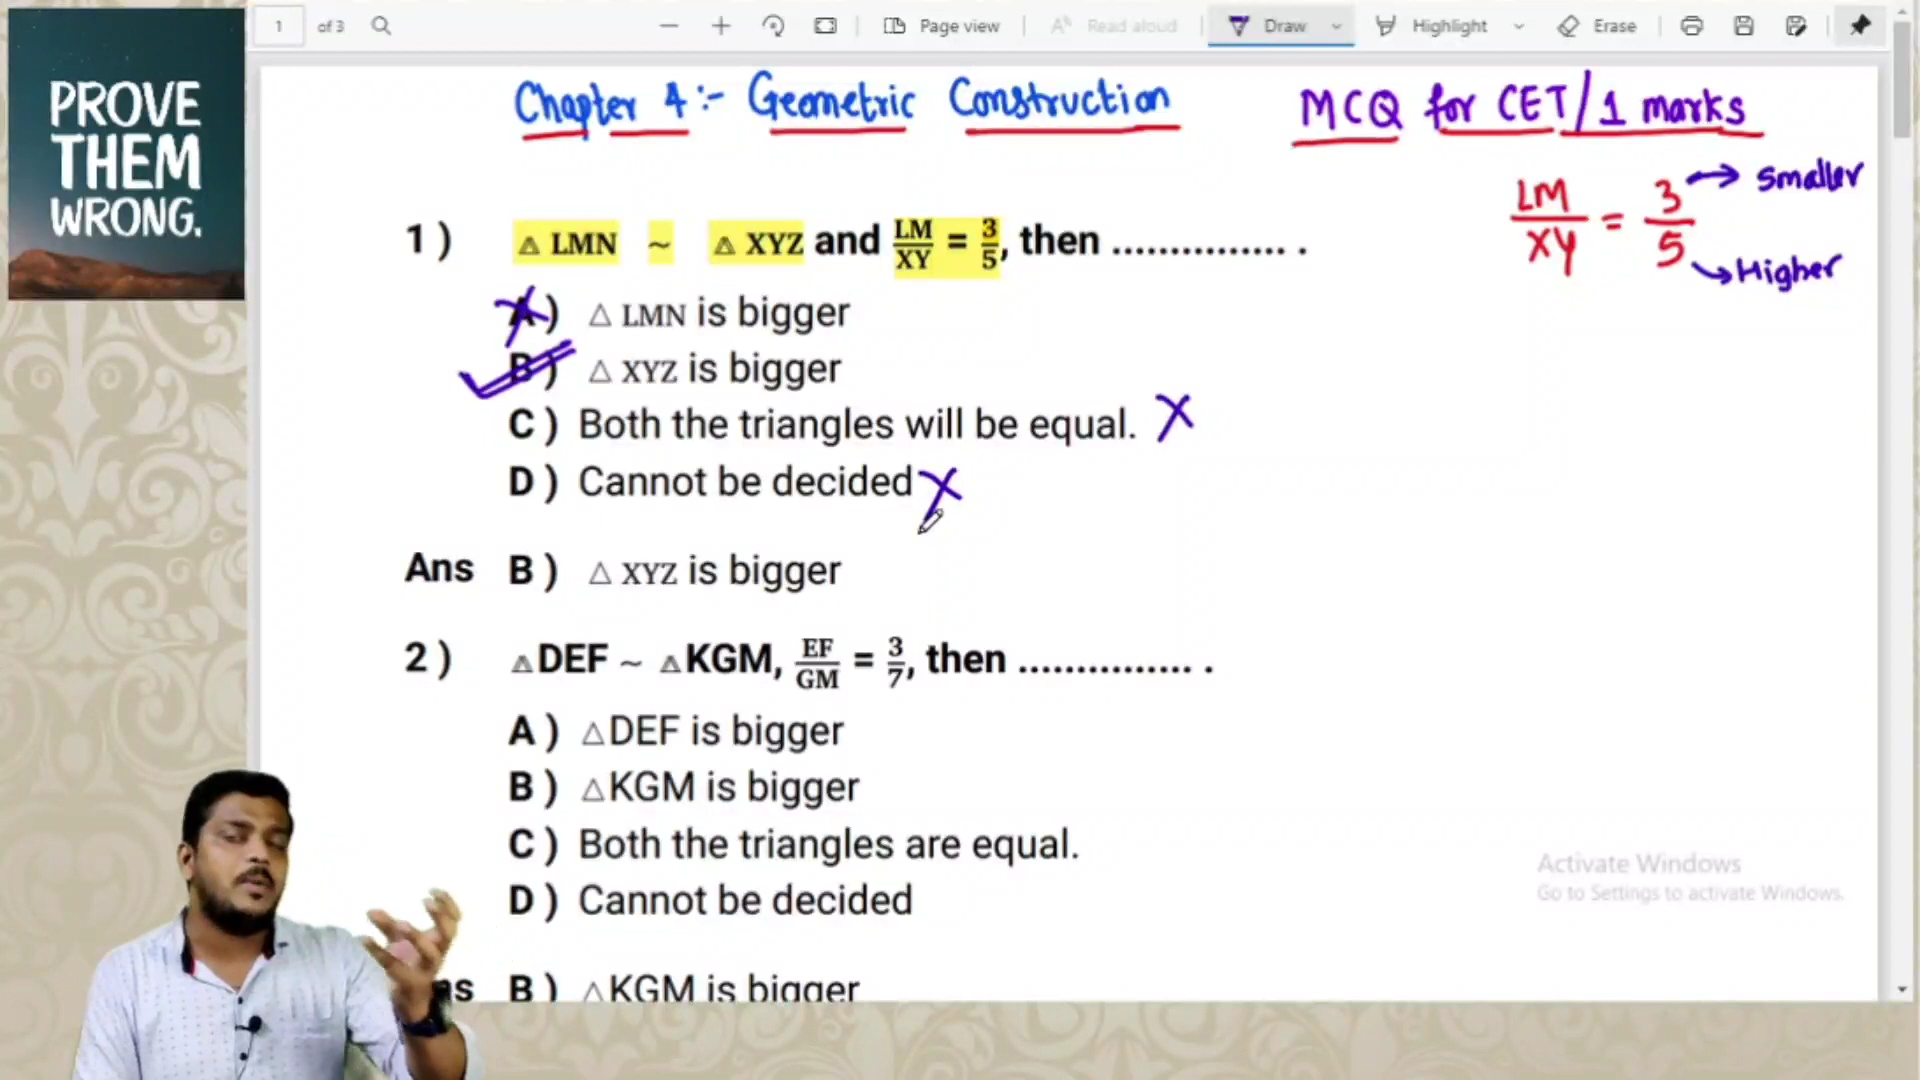 PROVE
THEM
WRONG.
1 of 3 Page view Read aloud Draw Highlight Erase
Chapter 4:- Geometric Construction MCQ for CET/1 marks
LM/XY = 3/5 → Smaller
→ Higher
1 ) △ LMN ~ △ XYZ and LM/XY = 3/5, then ............... .
A ) △ LMN is bigger
B ) △ XYZ is bigger
C ) Both the triangles will be equal. X
D ) Cannot be decided X
Ans B ) △ XYZ is bigger
2 ) △DEF ~ △KGM, EF/GM = 3/7, then ............... .
A ) △DEF is bigger
B ) △KGM is bigger
C ) Both the triangles are equal.
D ) Cannot be decided
B ) △KGM is bigger
Activate Windows
Go to Settings to activate Windows.